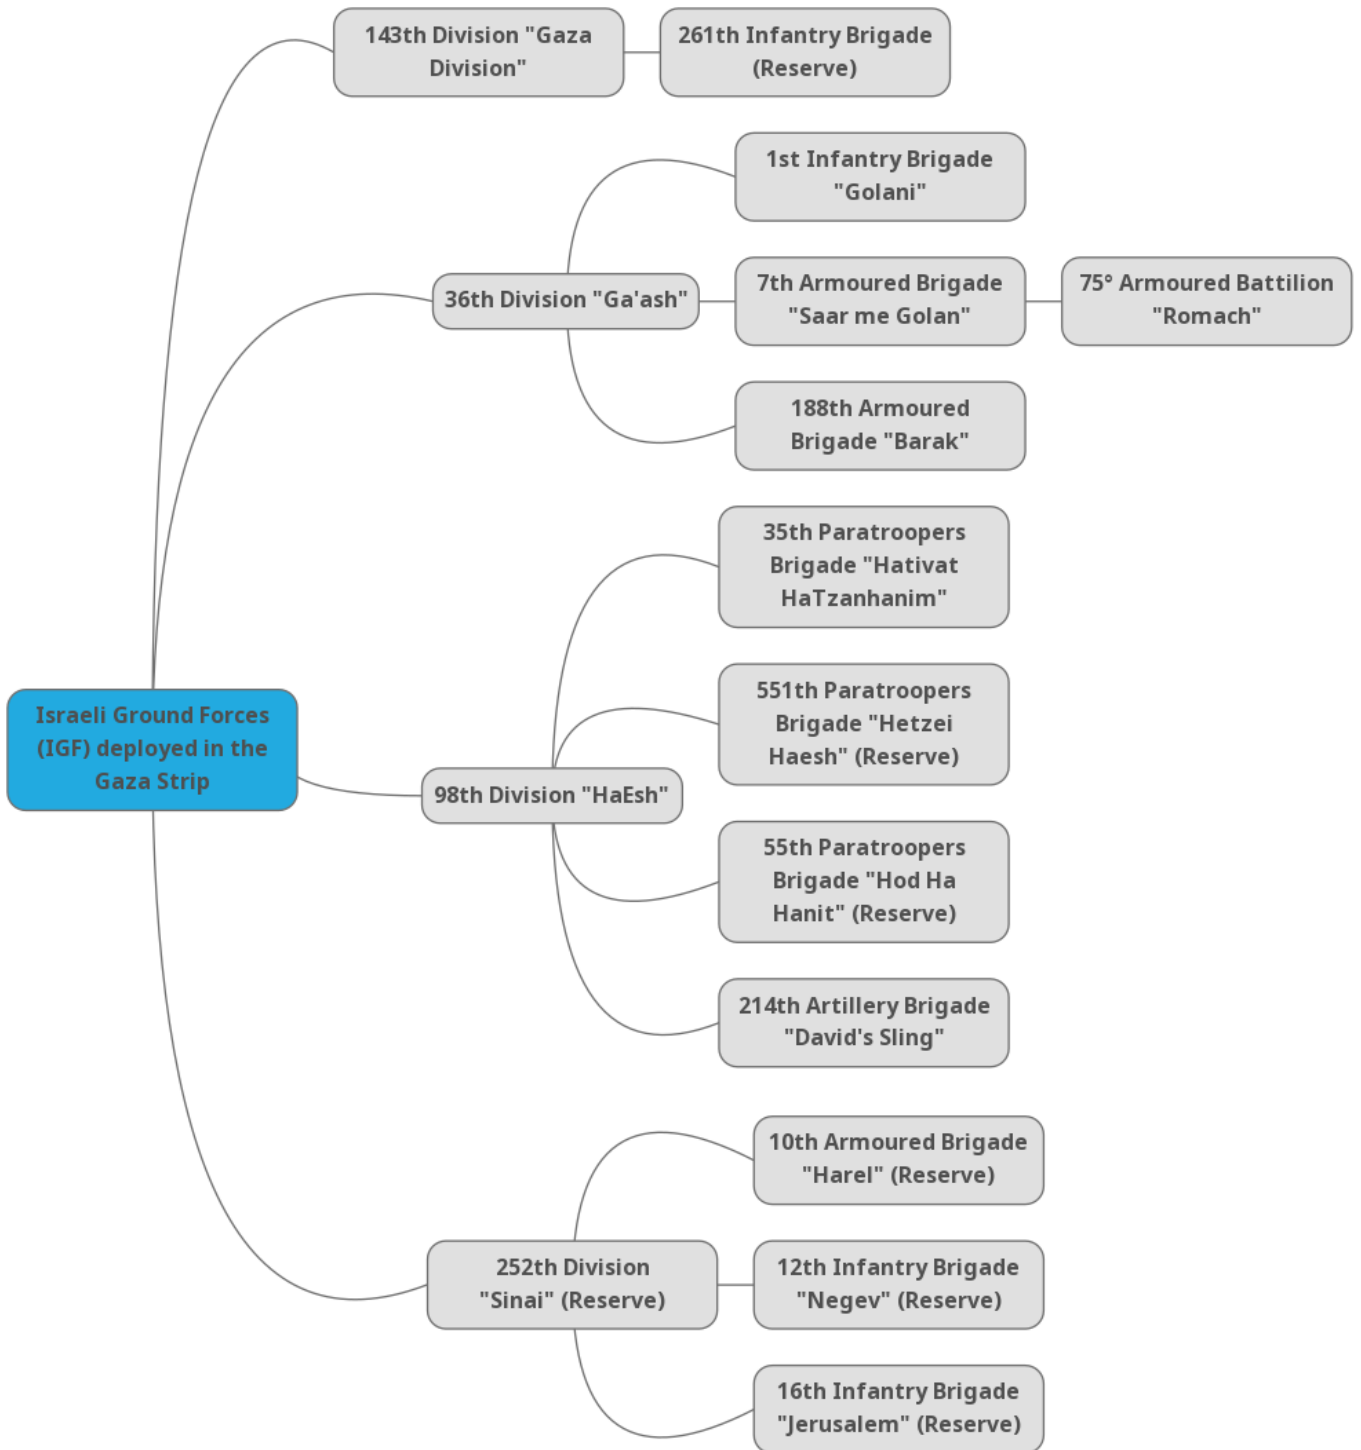 143th Division "Gaza
Division"
261th Infantry Brigade
(Reserve)
1st Infantry Brigade
"Golani"
36th Division "Ga'ash"
7th Armoured Brigade
"Saar me Golan"
75° Armoured Battilion
"Romach"
188th Armoured
Brigade "Barak"
35th Paratroopers
Brigade "Hativat
HaTzanhanim"
551th Paratroopers
Brigade "Hetzei
Haesh" (Reserve)
Israeli Ground Forces
(IGF) deployed in the
Gaza Strip
98th Division "HaEsh"
55th Paratroopers
Brigade "Hod Ha
Hanit" (Reserve)
214th Artillery Brigade
"David's Sling"
10th Armoured Brigade
"Harel" (Reserve)
252th Division
"Sinai" (Reserve)
12th Infantry Brigade
"Negev" (Reserve)
16th Infantry Brigade
"Jerusalem" (Reserve)